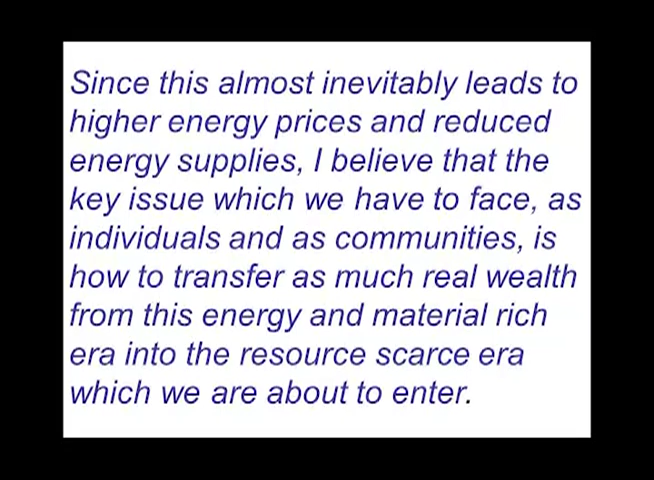 Since this almost inevitably leads to
higher energy prices and reduced
energy supplies, I believe that the
key issue which we have to face, as
individuals and as communities, is
how to transfer as much real wealth
from this energy and material rich
era into the resource scarce era
which we are about to enter.